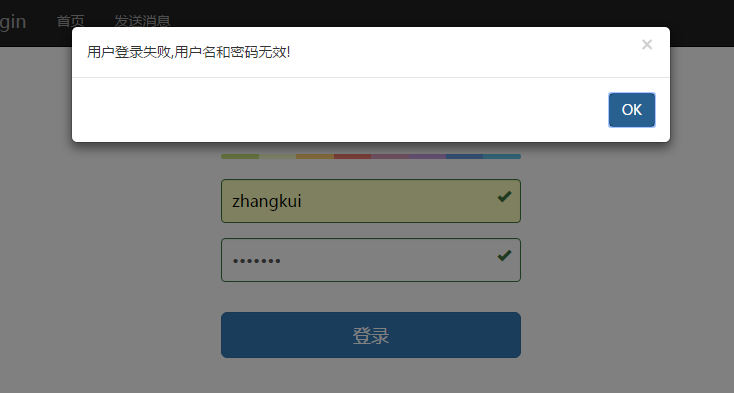 gin 首页 发送消息
用户登录失败,用户名和密码无效!
×
OK
zhangkui
•••••••
登录